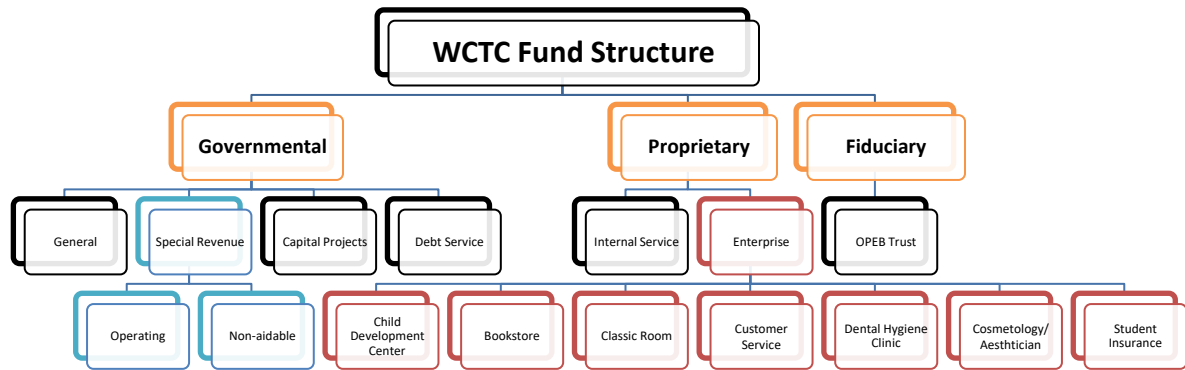 WCTC Fund Structure
Governmental
Proprietary
Fiduciary
General
Special Revenue
Capital Projects
Debt Service
Internal Service
Enterprise
OPEB Trust
Operating
Non-aidable
Child
Development
Center
Bookstore
Classic Room
Customer
Service
Dental Hygiene
Clinic
Cosmetology/
Aesthtician
Student
Insurance